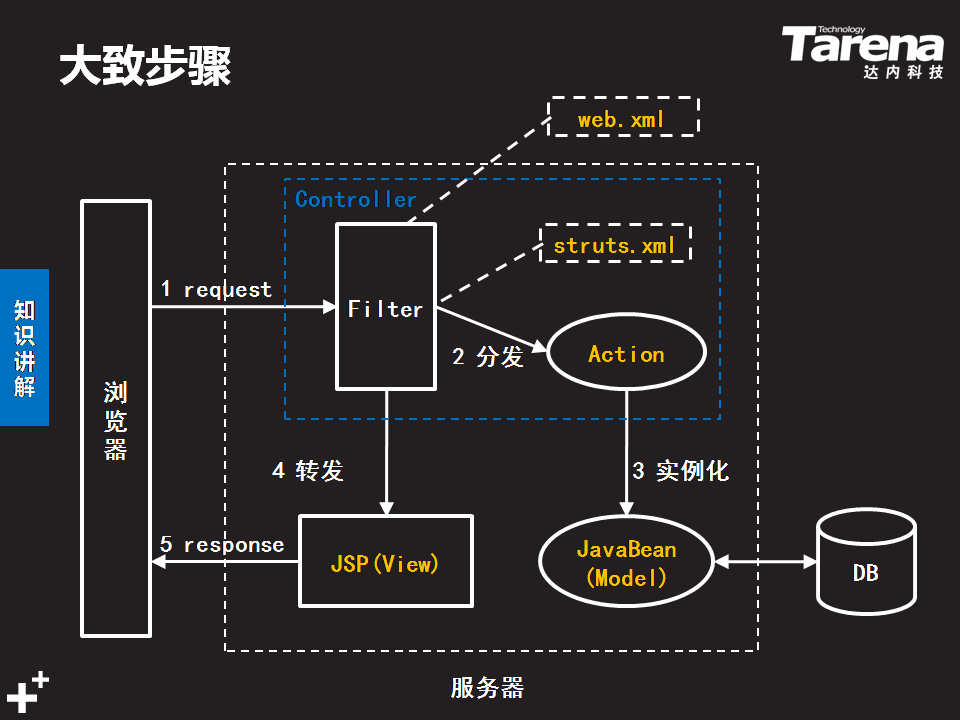 大致步骤
Technology
Tarena
达内科技
web.xml
Controller
struts.xml
1 request
Filter
知识讲解
2 分发
Action
浏览器
4 转发
3 实例化
5 response
JSP(View)
JavaBean
(Model)
DB
服务器